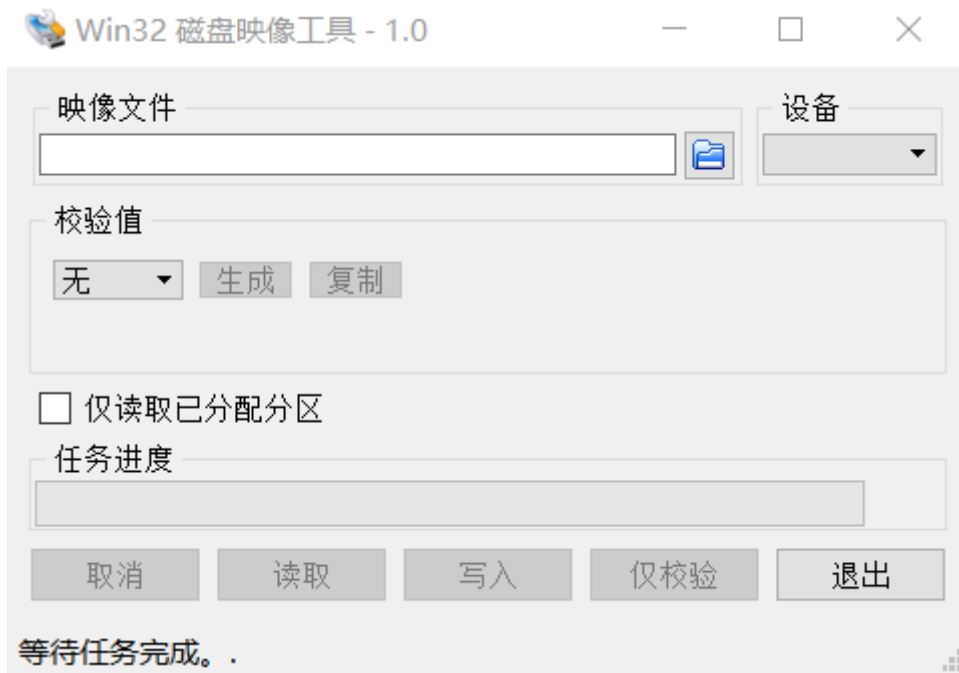 Win32 磁盘映像工具 - 1.0
映像文件
设备
校验值
无
生成
复制
仅读取已分配分区
任务进度
取消
读取
写入
仅校验
退出
等待任务完成。.